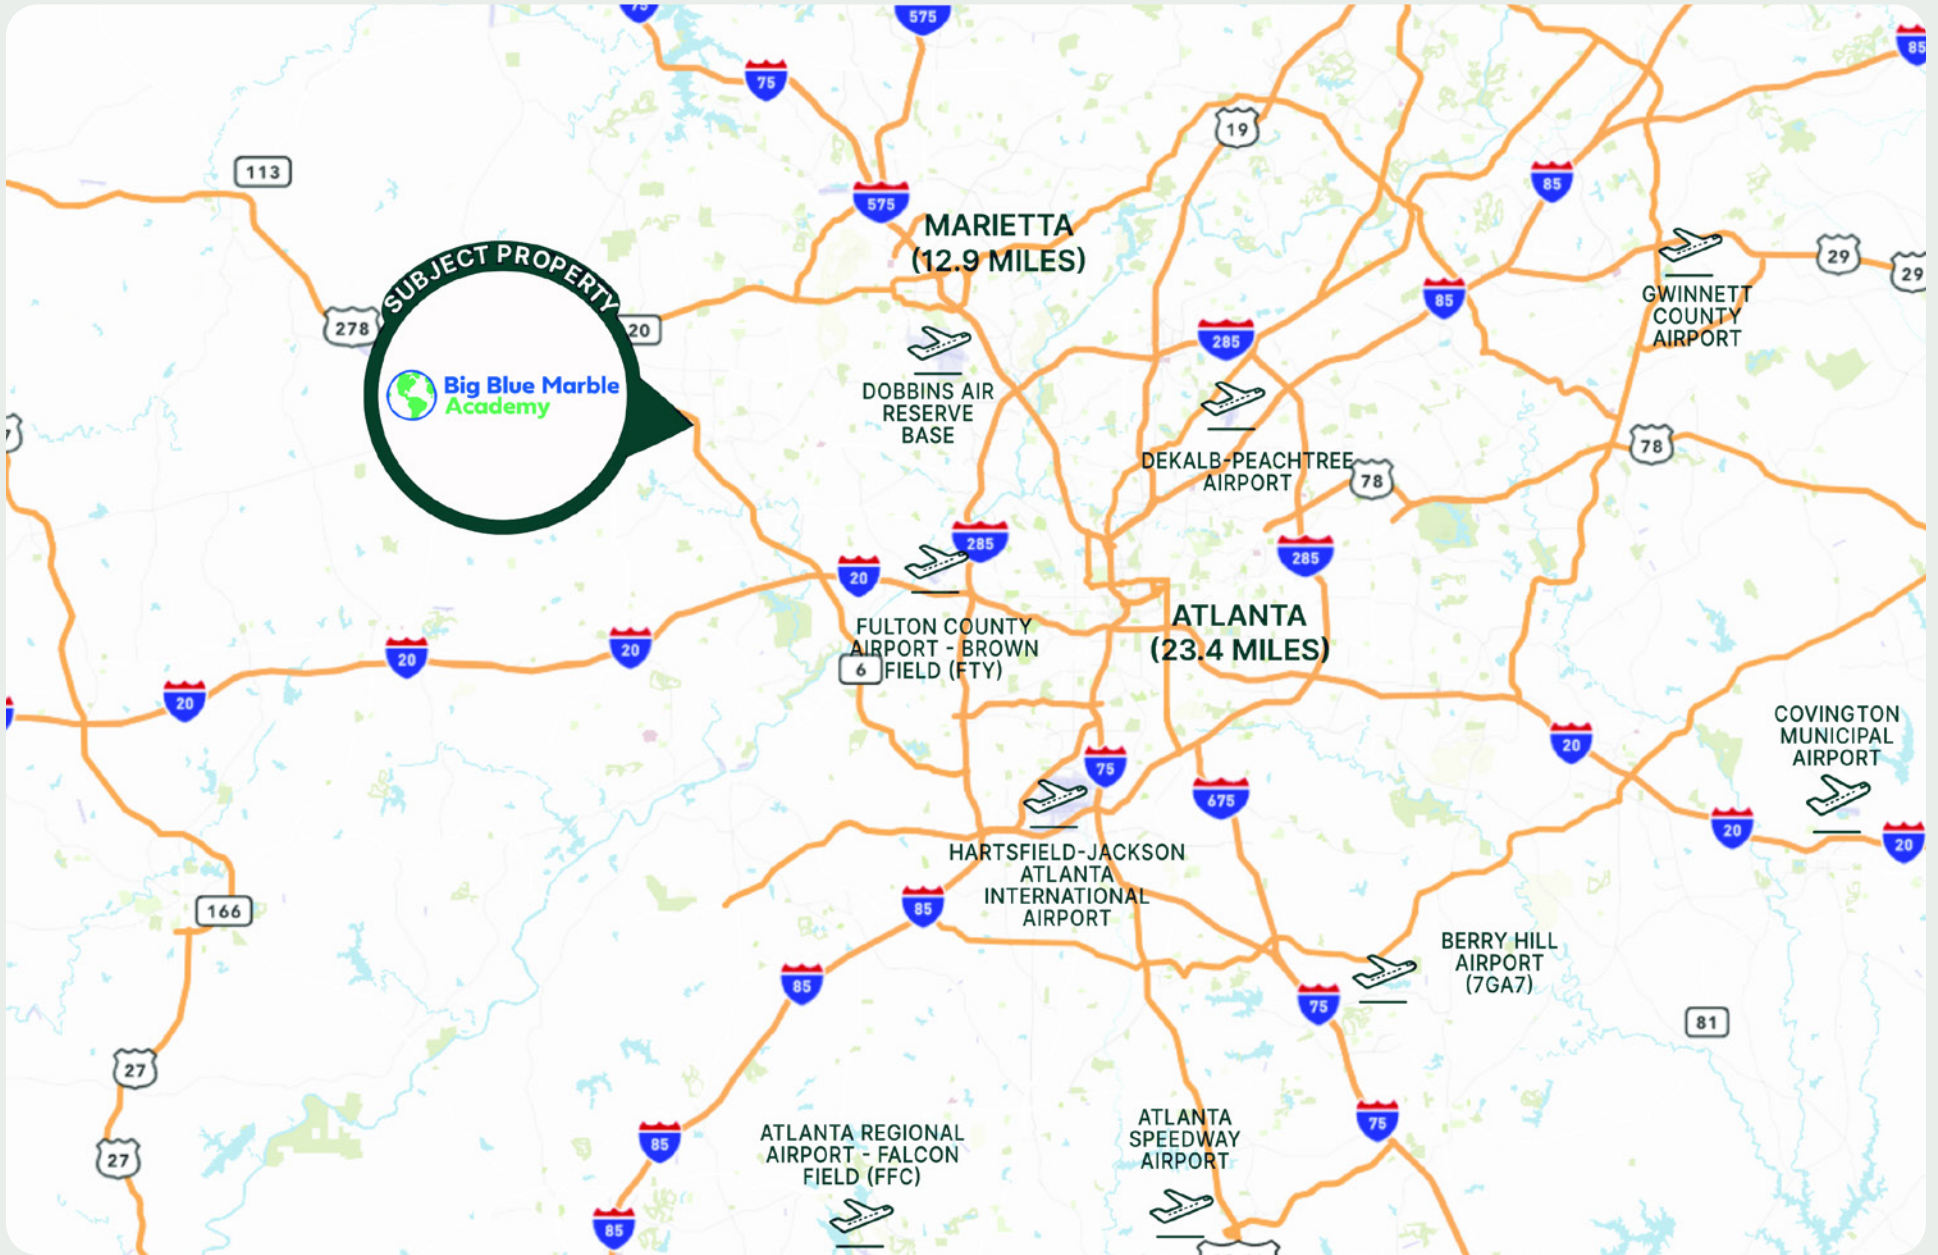 75
575
85
75
19
113
85
575
MARIETTA
(12.9 MILES)
SUBJECT PROPERTY
29
29
GWINNETT
COUNTY
AIRPORT
85
278
20
285
DOBBINS AIR
RESERVE
BASE
Big Blue Marble
Academy
DEKALB-PEACHTREE
AIRPORT
78
78
285
285
20
ATLANTA
(23.4 MILES)
FULTON COUNTY
AIRPORT - BROWN
FIELD (FTY)
6
20
20
20
COVINGTON
MUNICIPAL
AIRPORT
20
75
675
20
20
HARTSFIELD-JACKSON
ATLANTA
INTERNATIONAL
AIRPORT
85
166
BERRY HILL
AIRPORT
(7GA7)
85
75
81
27
75
ATLANTA
SPEEDWAY
AIRPORT
ATLANTA REGIONAL
AIRPORT - FALCON
FIELD (FFC)
85
27
85